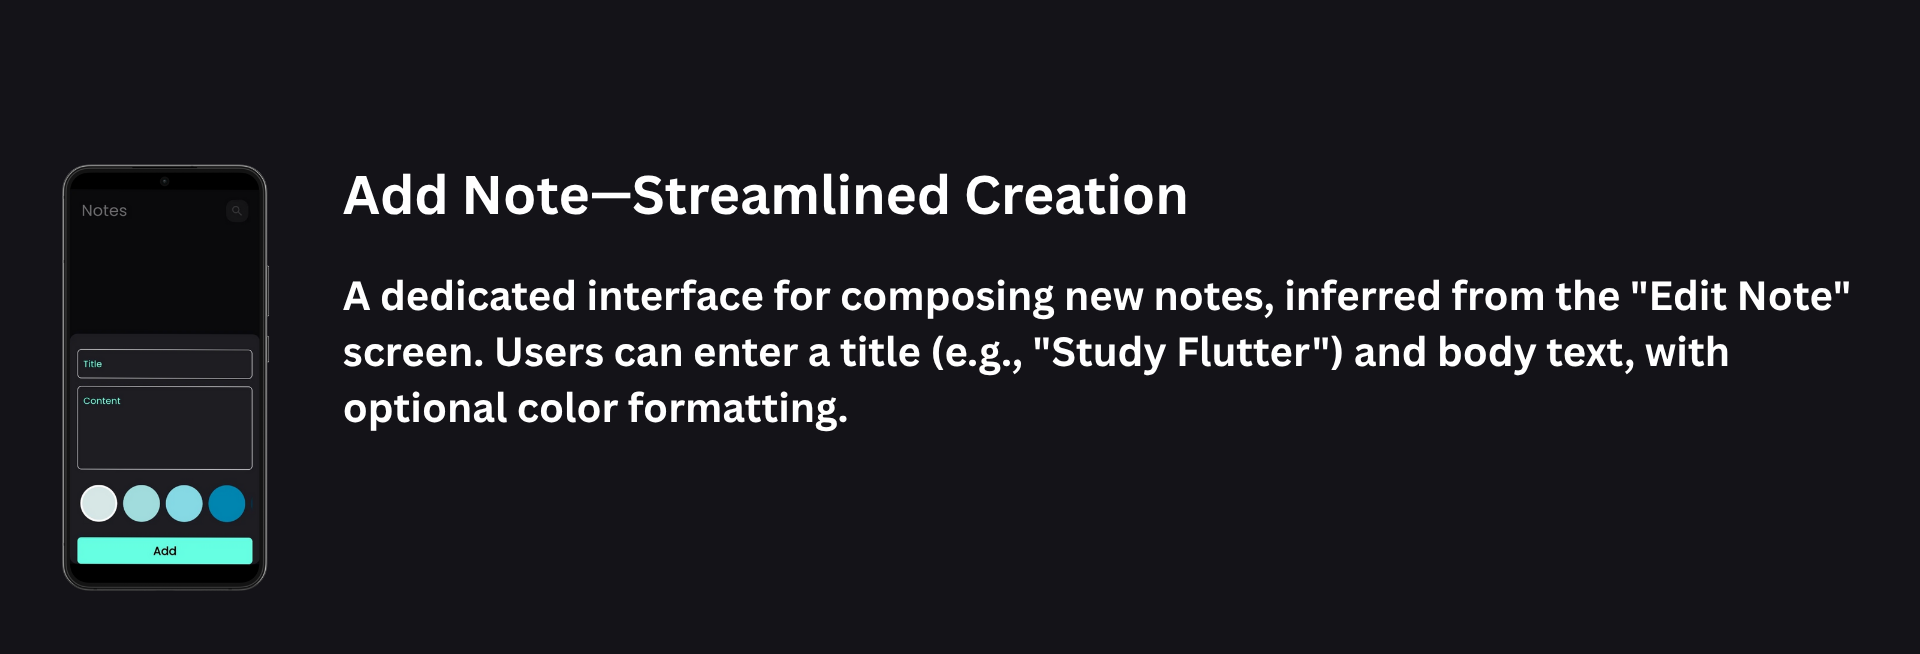 Notes
Title
Content
Add
Add Note—Streamlined Creation
A dedicated interface for composing new notes, inferred from the "Edit Note"
screen. Users can enter a title (e.g., "Study Flutter") and body text, with
optional color formatting.